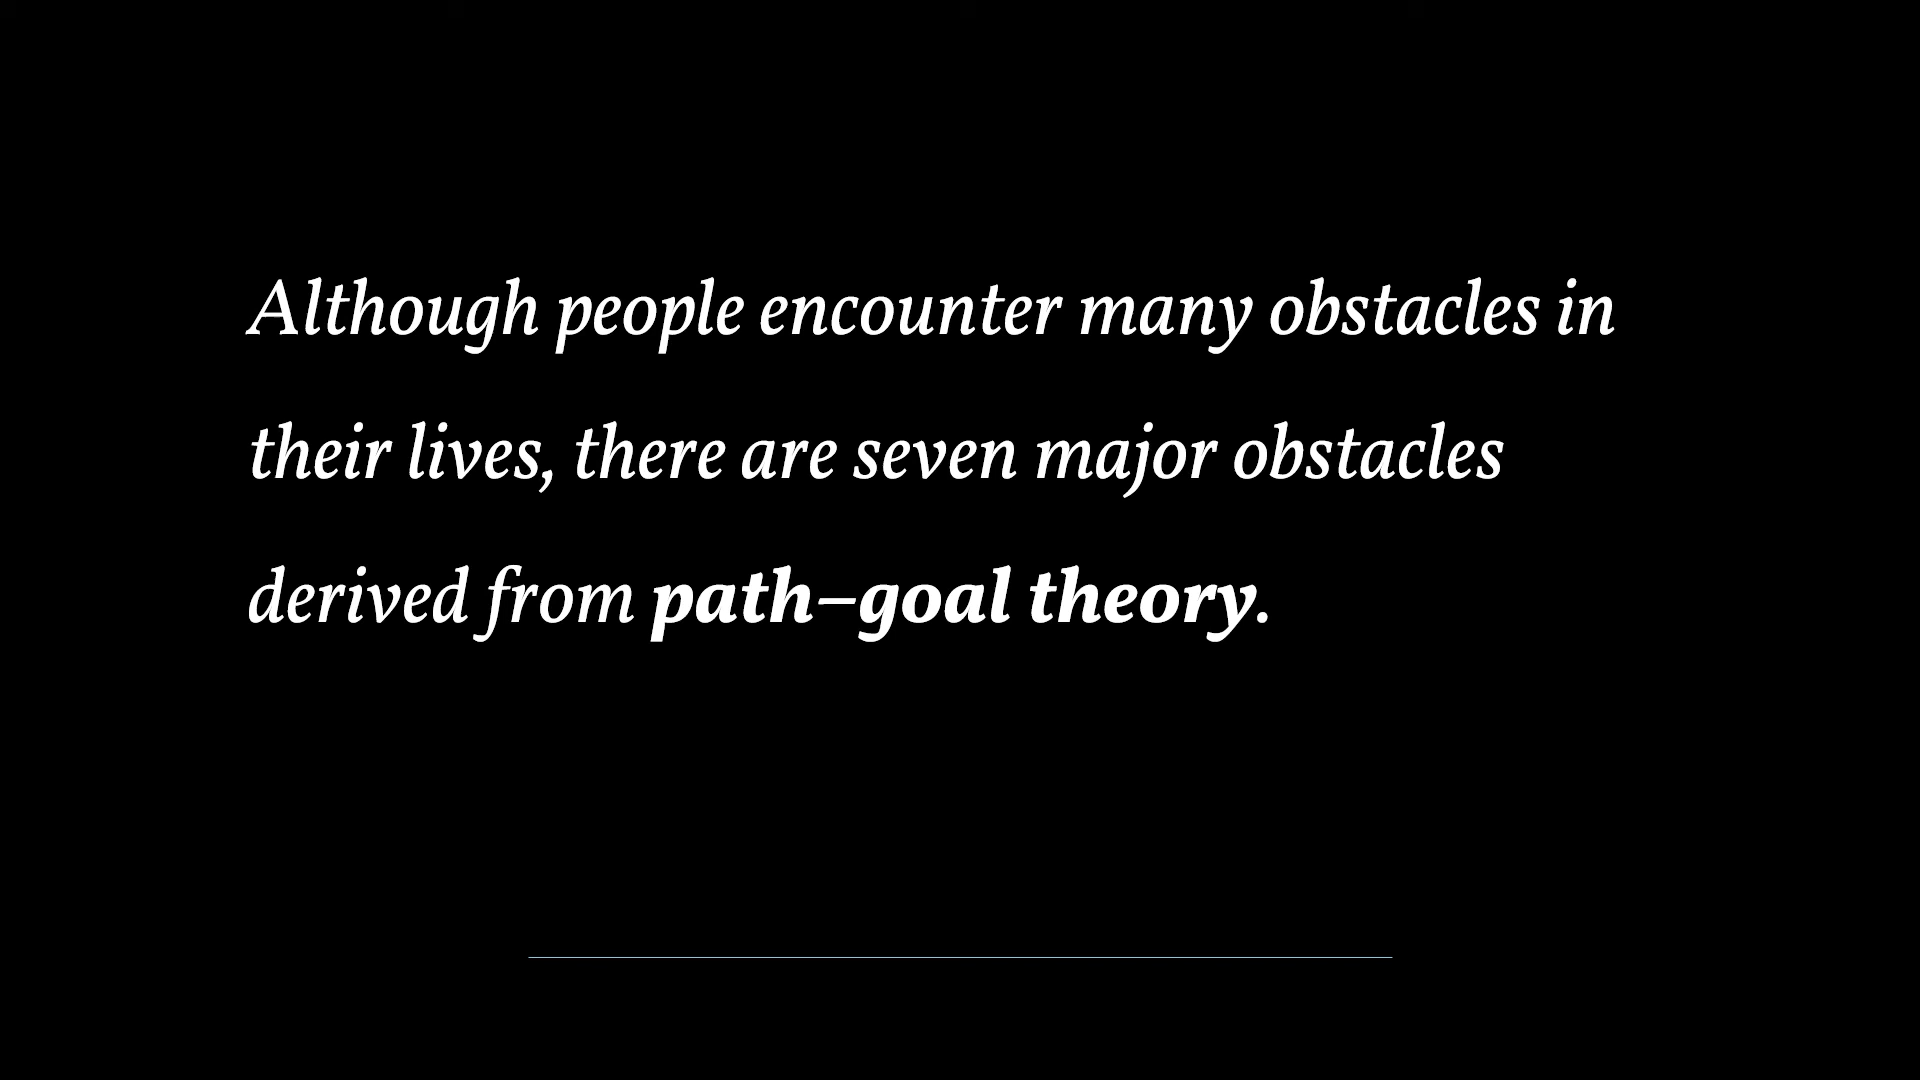 Although people encounter many obstacles in
their lives, there are seven major obstacles
derived from path–goal theory.